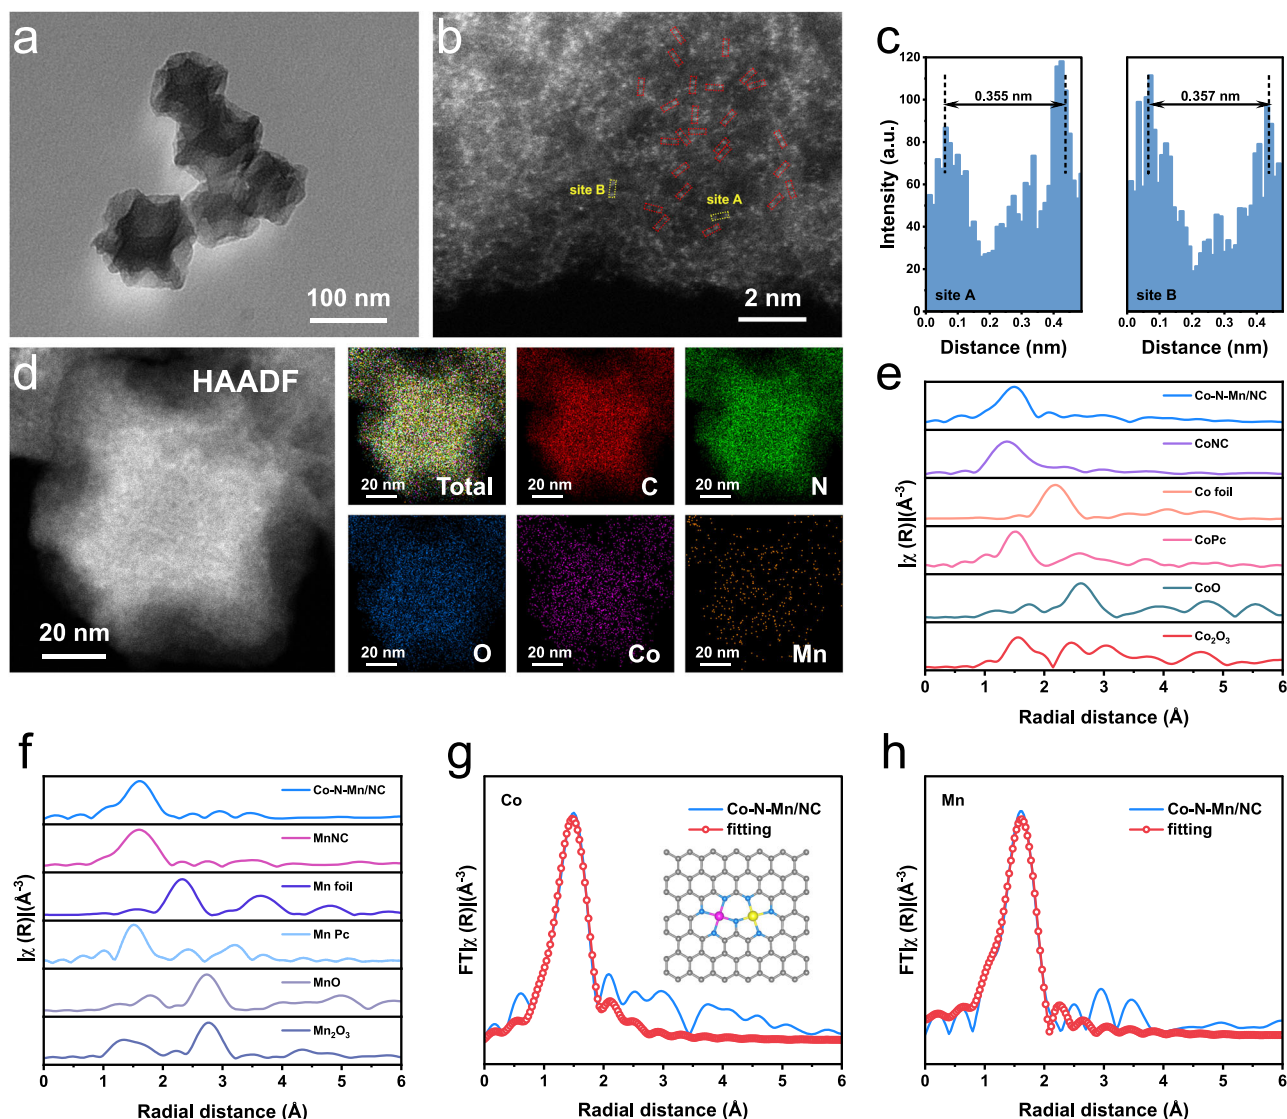 a
100 nm
b
site B
site A
2 nm
c
Intensity (a.u.)
120
100
80
60
40
20
0
0.355 nm
site A
0.0 0.1 0.2 0.3 0.4
Distance (nm)
0.357 nm
site B
0.0 0.1 0.2 0.3 0.4
Distance (nm)
d
HAADF
20 nm
20 nm Total
20 nm C
20 nm N
20 nm O
20 nm Co
20 nm Mn
e
|χ (R)|(Å⁻³)
Co-N-Mn/NC
CoNC
Co foil
CoPc
CoO
Co₂O₃
0 1 2 3 4 5 6
Radial distance (Å)
f
|χ (R)|(Å⁻³)
Co-N-Mn/NC
MnNC
Mn foil
Mn Pc
MnO
Mn₂O₃
0 1 2 3 4 5 6
Radial distance (Å)
g
FT|χ (R)|(Å⁻³)
Co
Co-N-Mn/NC
fitting
0 1 2 3 4 5 6
Radial distance (Å)
h
FT|χ (R)|(Å⁻³)
Mn
Co-N-Mn/NC
fitting
0 1 2 3 4 5 6
Radial distance (Å)